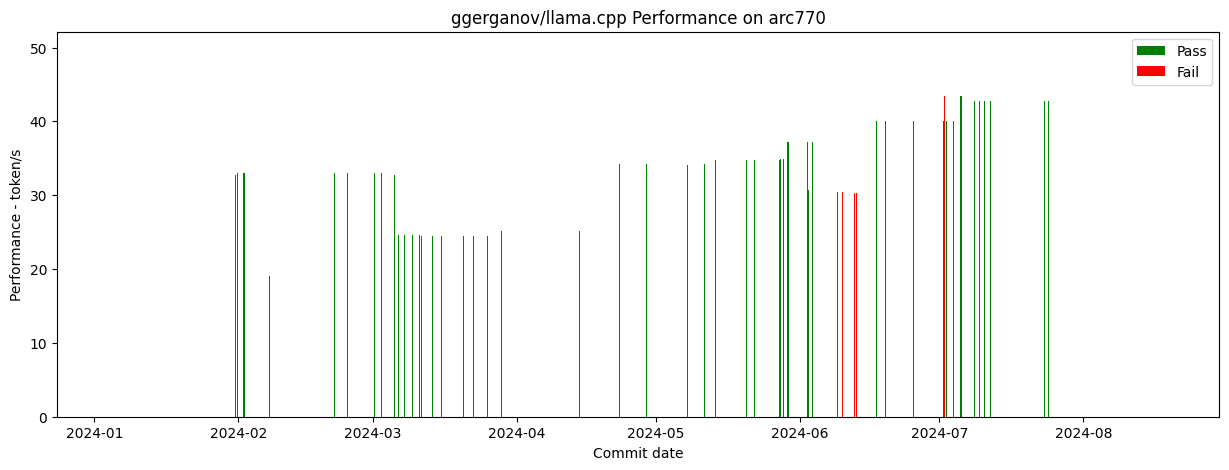 ggerganov/llama.cpp Performance on arc770
Pass
Fail
Performance - token/s
50
40
30
20
10
0
2024-01 2024-02 2024-03 2024-04 2024-05 2024-06 2024-07 2024-08
Commit date